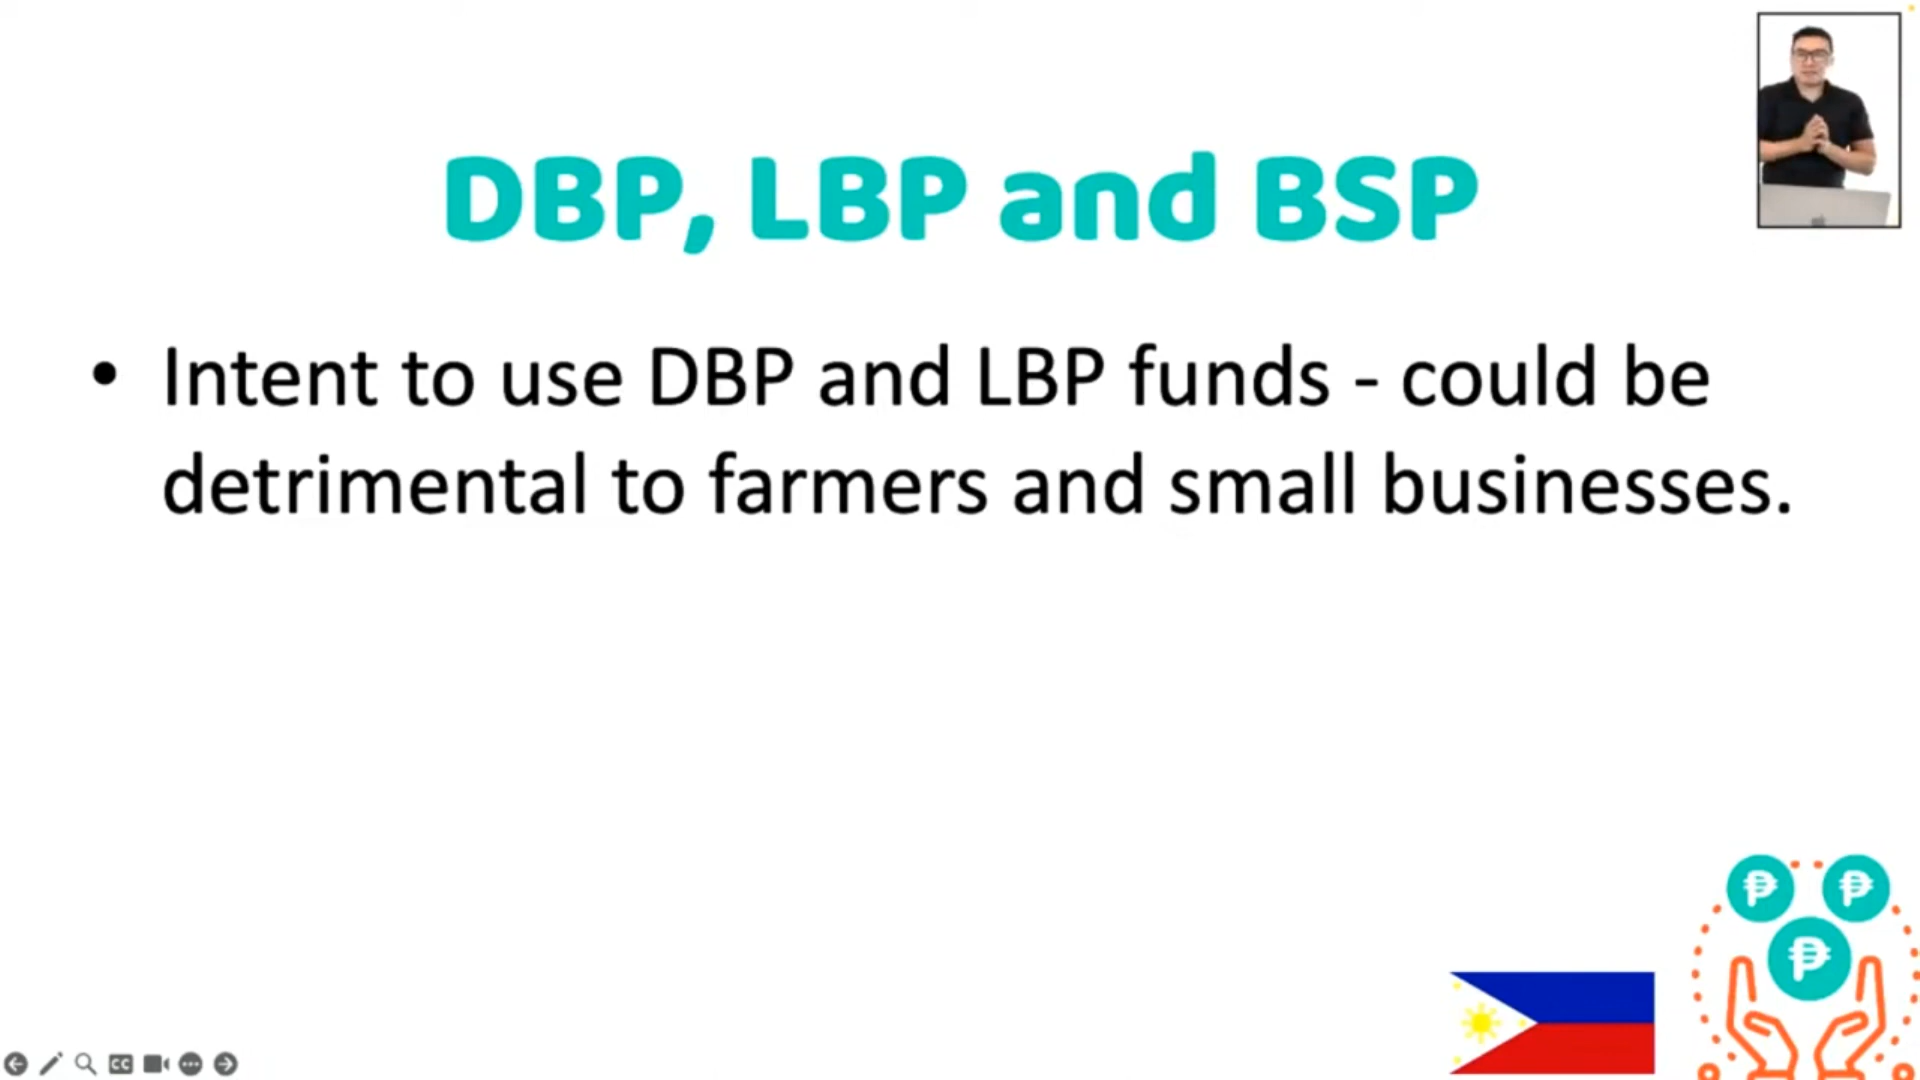 DBP, LBP and BSP
• Intent to use DBP and LBP funds - could be
detrimental to farmers and small businesses.
₱ ₱
₱
CC